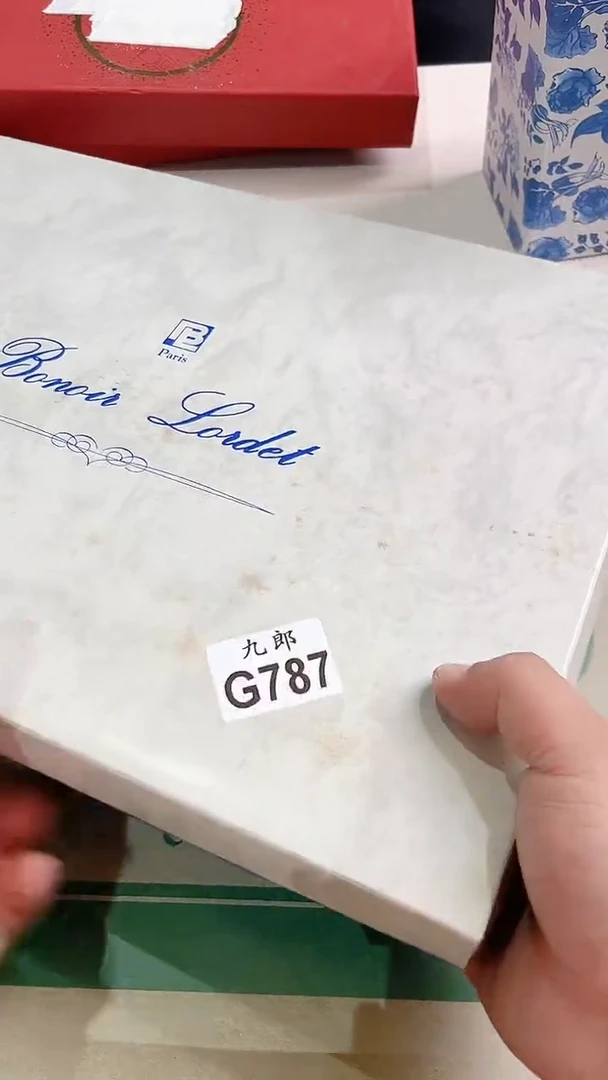 B
Paris
Bonoir Lordet
九郎
G787